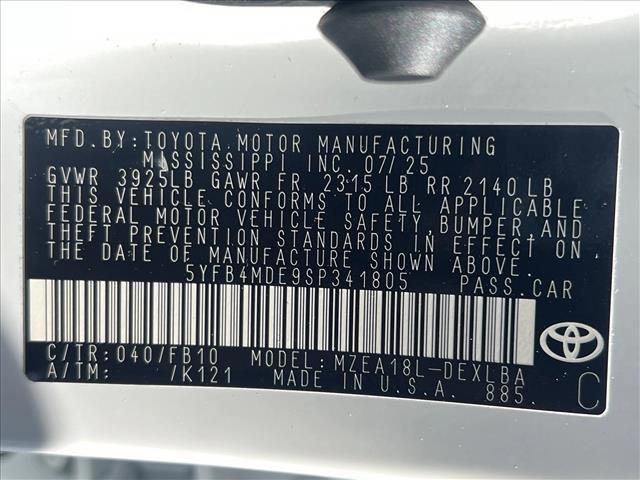 MFD. BY: TOYOTA MOTOR MANUFACTURING
MASSISSIPPI INC. 07/25
GVWR 3925LB GAWR FR 2315 LB RR 2140 LB
THIS VEHICLE CONFORMS TO ALL APPLICABLE
FEDERAL MOTOR VEHICLE SAFETY, BUMPER, AND
THEFT PREVENTION STANDARDS IN EFFECT ON
THE DATE OF MANUFACTURE SHOWN ABOVE.
5YFB4MDE9SP341805 PASS. CAR
C/TR: 040/FB10 MODEL: MZEA18L-DEXLBA
A/TM: /K121 MADE IN U.S.A. 885
C